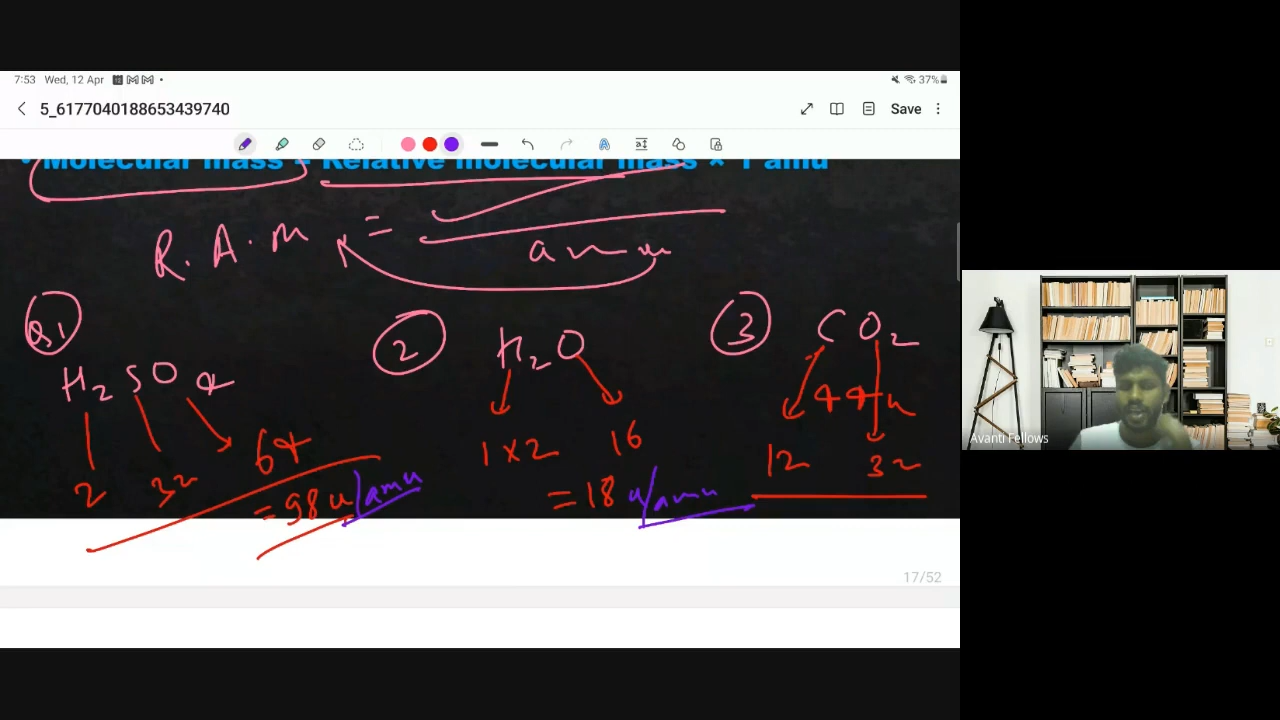 7:53 Wed, 12 Apr 37%
5_6177040188653439740
Save
Molecular mass = Relative molecular mass × 1 amu
R.A.M = amu
Q1
H2SO4
2 32 64
= 98 u/amu
2
H2O
1×2 16
= 18 u/amu
3
CO2
44u
12 32
17/52
Avanti Fellows